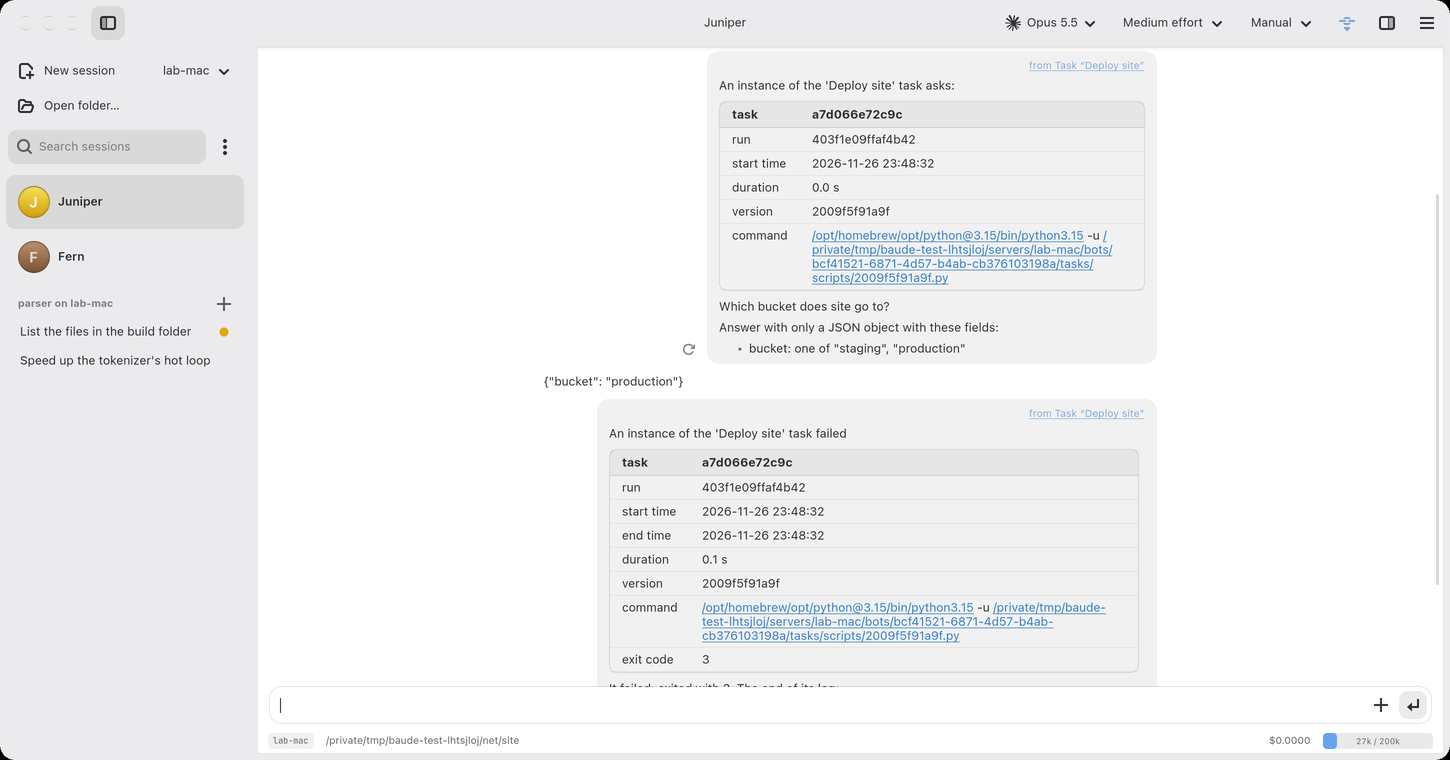 Juniper
Opus 5.5
Medium effort
Manual
New session
lab-mac
Open folder...
Search sessions
J
Juniper
F
Fern
parser on lab-mac
List the files in the build folder
Speed up the tokenizer's hot loop
from Task “Deploy site”
An instance of the 'Deploy site' task asks:
task a7d066e72c9c
run 403f1e09ffaf4b42
start time 2026-11-26 23:48:32
duration 0.0 s
version 2009f5f91a9f
command /opt/homebrew/opt/python@3.15/bin/python3.15 -u /
private/tmp/baude-test-lhtsjloj/servers/lab-mac/bots/
bcf41521-6871-4d57-b4ab-cb376103198a/tasks/
scripts/2009f5f91a9f.py
Which bucket does site go to?
Answer with only a JSON object with these fields:
• bucket: one of "staging", "production"
{"bucket": "production"}
from Task “Deploy site”
An instance of the 'Deploy site' task failed
task a7d066e72c9c
run 403f1e09ffaf4b42
start time 2026-11-26 23:48:32
end time 2026-11-26 23:48:32
duration 0.1 s
version 2009f5f91a9f
command /opt/homebrew/opt/python@3.15/bin/python3.15 -u /private/tmp/baude-
test-lhtsjloj/servers/lab-mac/bots/bcf41521-6871-4d57-b4ab-
cb376103198a/tasks/scripts/2009f5f91a9f.py
exit code 3
It failed: exited with 3. The end of its log:
lab-mac
/private/tmp/baude-test-lhtsjloj/net/site
$0.0000
27k / 200k